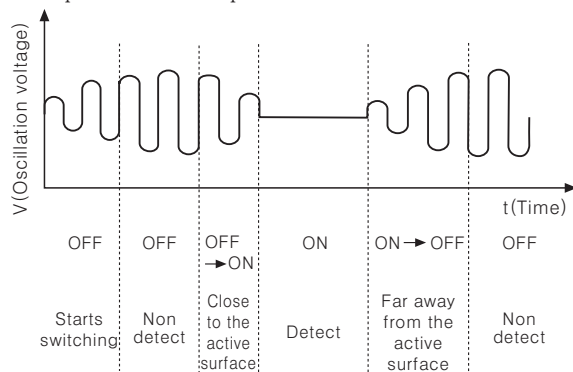 V(Oscillation voltage)
t(Time)
OFF
OFF
OFF
→ON
ON
ON→OFF
OFF
Starts
switching
Non
detect
Close
to the
active
surface
Detect
Far away
from the
active
surface
Non
detect